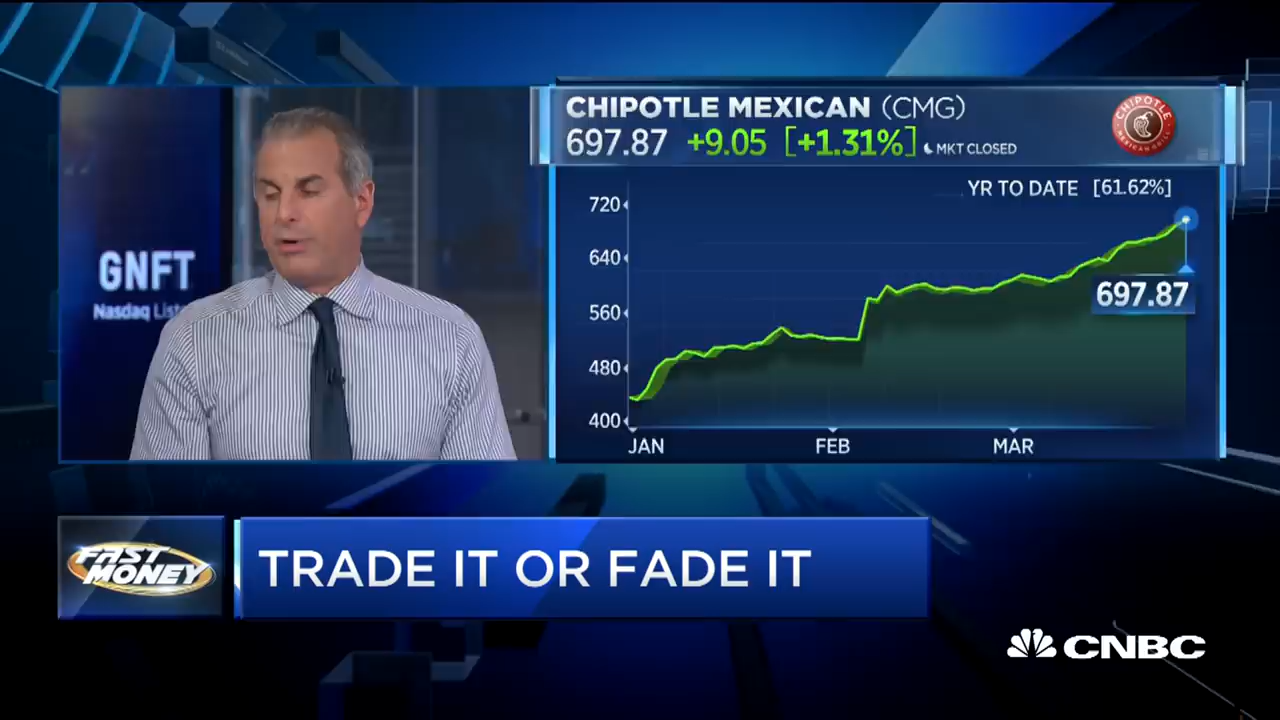 GNFT
Nasdaq List
CHIPOTLE MEXICAN (CMG)
697.87 +9.05 [+1.31%] MKT CLOSED
CHIPOTLE
MEXICAN GRILL
YR TO DATE [61.62%]
720
640
560
480
400
697.87
JAN FEB MAR
FAST
MONEY
TRADE IT OR FADE IT
CNBC